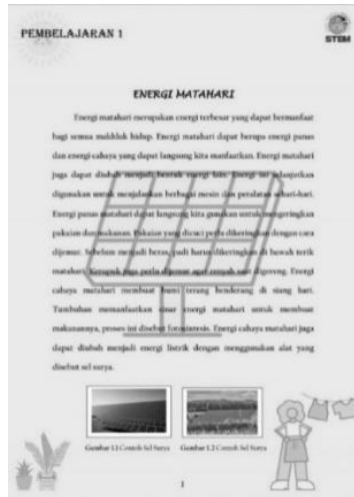 PEMBELAJARAN 1
STEM
ENERGI MATAHARI
Energi matahari merupakan energi terbesar yang dapat bermanfaat
bagi semua makhluk hidup. Energi matahari dapat berupa energi panas
dan energi cahaya yang dapat langsung kita manfaatkan. Energi matahari
juga dapat diubah menjadi bentuk energi lain. Energi ini selanjutkan
digunakan untuk menjalankan berbagai mesin dan peralatan sehari-hari.
Energi panas matahari dapat langsung kita gunakan untuk mengeringkan
pakaian dan makanan. Pakaian yang dicuci perlu dikeringkan dengan cara
dijemur. Sebelum menjadi beras, padi harus dikeringkan di bawah terik
matahari. Kerupuk juga perlu dijemur agar renyah saat digoreng. Energi
cahaya matahari membuat bumi terang benderang di siang hari.
Tumbuhan memanfaatkan sinar energi matahari untuk membuat
makanannya, proses ini disebut fotosintesis. Energi cahaya matahari juga
dapat diubah menjadi energi listrik dengan menggunakan alat yang
disebut sel surya.
Gambar 1.1 Contoh Sel Surya
Gambar 1.2 Contoh Sel Surya
1